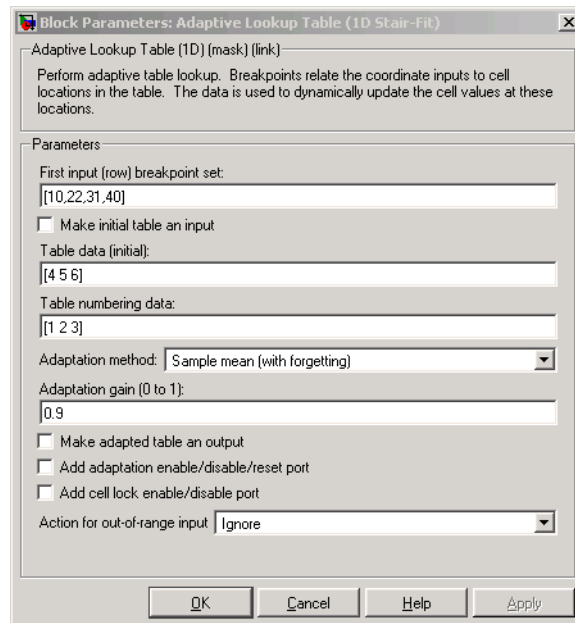 Block Parameters: Adaptive Lookup Table (1D Stair-Fit)
Adaptive Lookup Table (1D) (mask) (link)
Perform adaptive table lookup. Breakpoints relate the coordinate inputs to cell
locations in the table. The data is used to dynamically update the cell values at these
locations.
Parameters
First input (row) breakpoint set:
[10,22,31,40]
Make initial table an input
Table data (initial):
[4 5 6]
Table numbering data:
[1 2 3]
Adaptation method: Sample mean (with forgetting)
Adaptation gain (0 to 1):
0.9
Make adapted table an output
Add adaptation enable/disable/reset port
Add cell lock enable/disable port
Action for out-of-range input Ignore
OK Cancel Help Apply